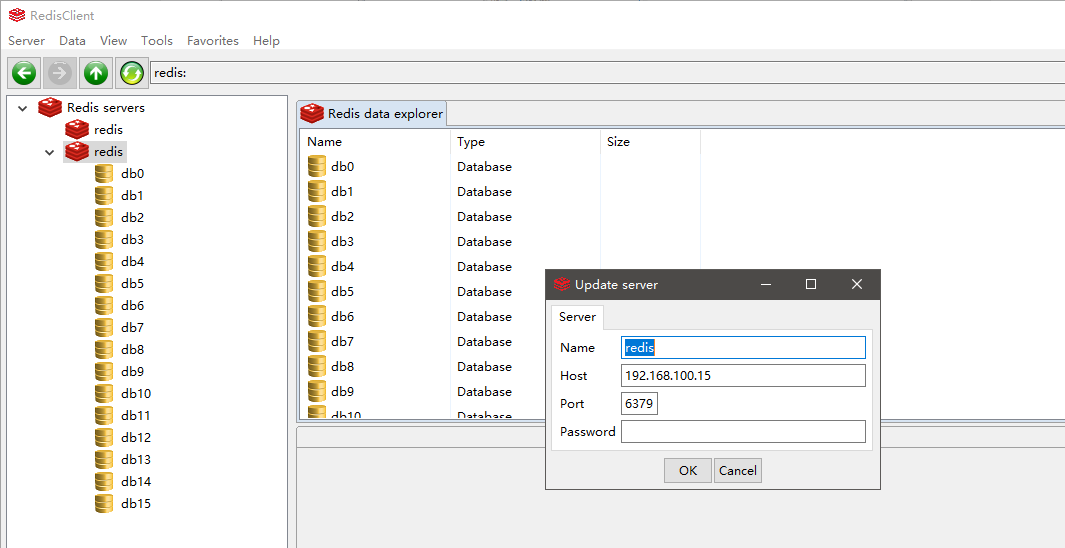 RedisClient
Server Data View Tools Favorites Help
redis:
Redis servers
redis
redis
db0
db1
db2
db3
db4
db5
db6
db7
db8
db9
db10
db11
db12
db13
db14
db15
Redis data explorer
Name Type Size
db0 Database
db1 Database
db2 Database
db3 Database
db4 Database
db5 Database
db6 Database
db7 Database
db8 Database
db9 Database
db10 Database
Update server
Server
Name redis
Host 192.168.100.15
Port 6379
Password
OK Cancel